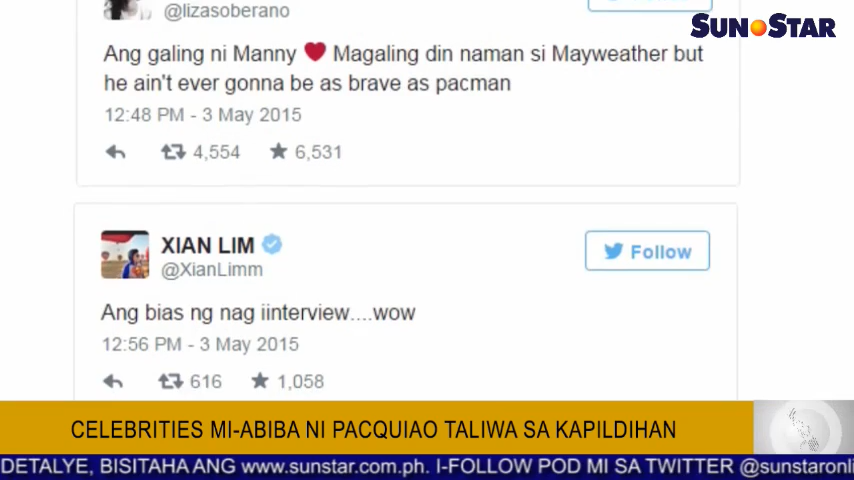 @lizasoberano
SUN STAR
Ang galing ni Manny ❤ Magaling din naman si Mayweather but
he ain't ever gonna be as brave as pacman
12:48 PM - 3 May 2015
4,554 6,531
XIAN LIM
@XianLimm
Follow
Ang bias ng nag iinterview....wow
12:56 PM - 3 May 2015
616 1,058
CELEBRITIES MI-ABIBA NI PACQUIAO TALIWA SA KAPILDIHAN
DETALYE, BISITAHA ANG www.sunstar.com.ph. I-FOLLOW POD MI SA TWITTER @sunstaronli